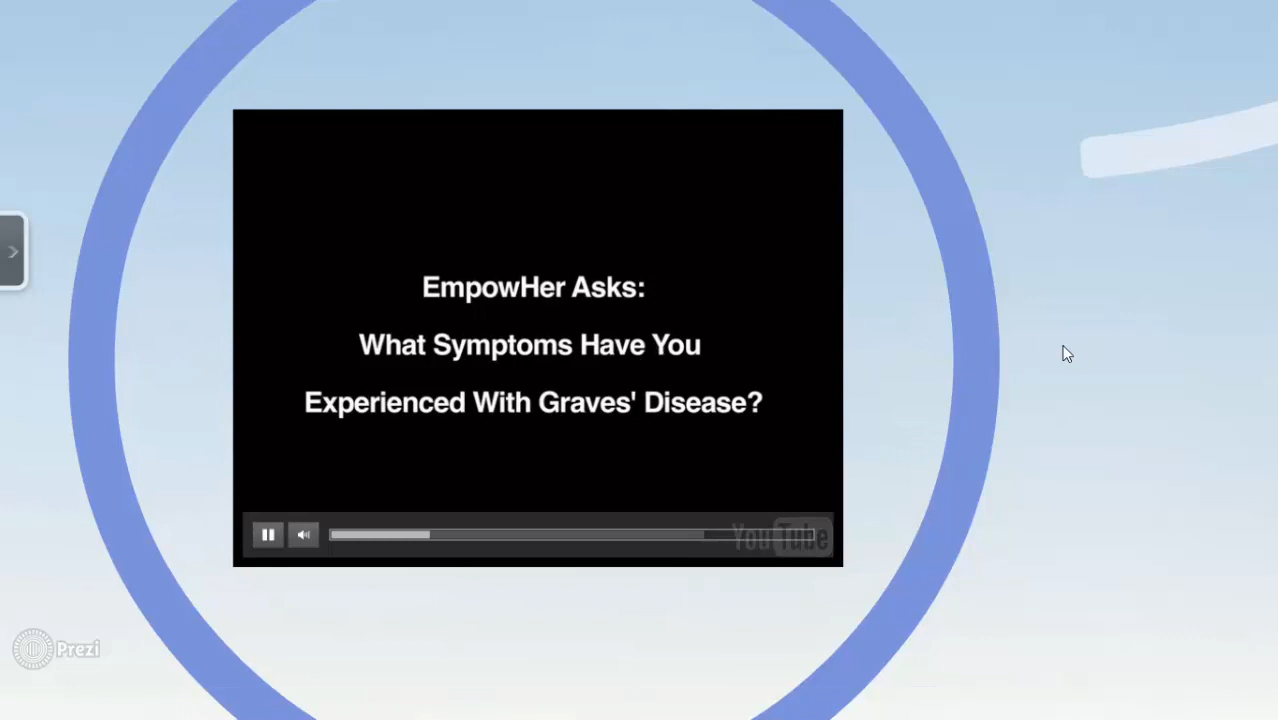 EmpowHer Asks:
What Symptoms Have You
Experienced With Graves' Disease?
YouTube
Prezi